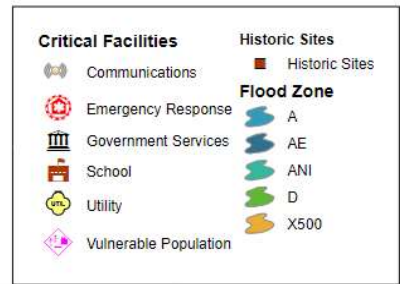 Critical Facilities
Communications
Emergency Response
Government Services
School
UTIL
Utility
Vulnerable Population
Historic Sites
Historic Sites
Flood Zone
A
AE
ANI
D
X500